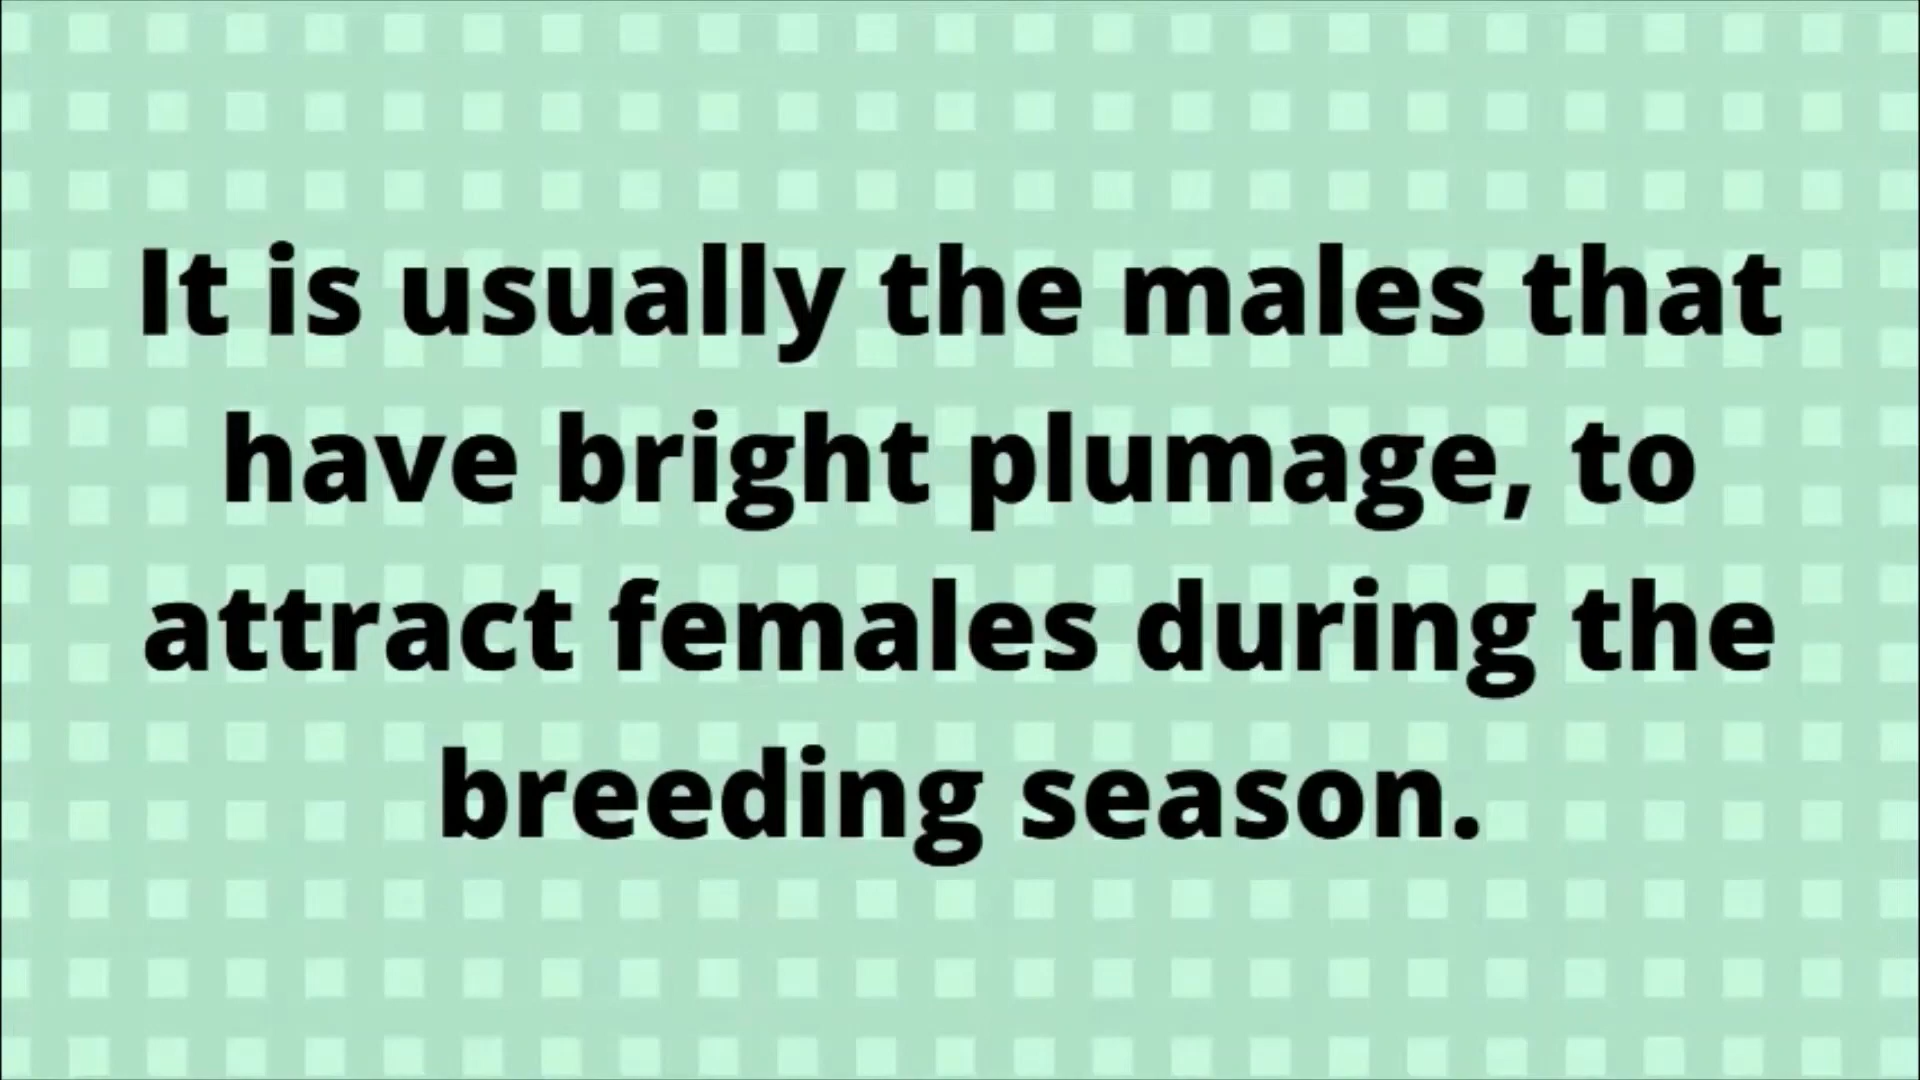 It is usually the males that
have bright plumage, to
attract females during the
breeding season.